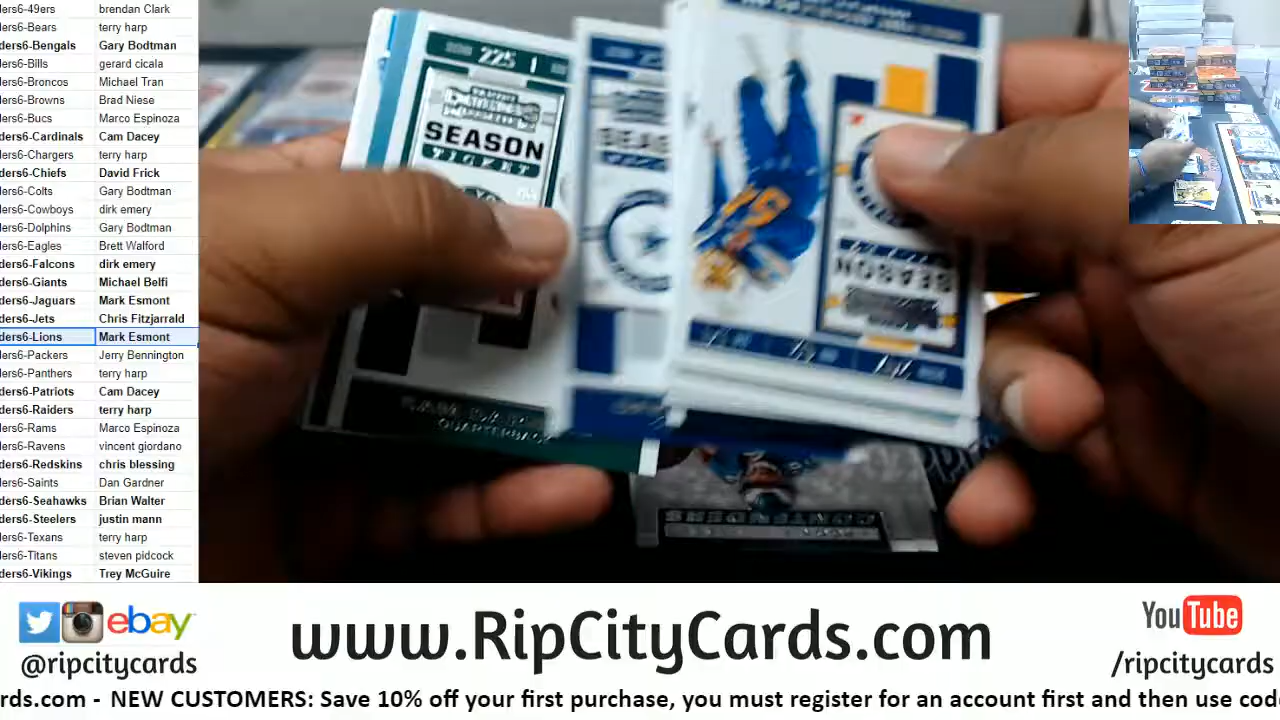 ders6-49ers brendan Clark
ders6-Bears terry harp
ders6-Bengals Gary Bodtman
ders6-Bills gerard cicala
ders6-Broncos Michael Tran
ders6-Browns Brad Niese
ders6-Bucs Marco Espinoza
ders6-Cardinals Cam Dacey
ders6-Chargers terry harp
ders6-Chiefs David Frick
ders6-Colts Gary Bodtman
ders6-Cowboys dirk emery
ders6-Dolphins Gary Bodtman
ders6-Eagles Brett Walford
ders6-Falcons dirk emery
ders6-Giants Michael Belfi
ders6-Jaguars Mark Esmont
ders6-Jets Chris Fitzjarrald
ders6-Lions Mark Esmont
ders6-Packers Jerry Bennington
ders6-Panthers terry harp
ders6-Patriots Cam Dacey
ders6-Raiders terry harp
ders6-Rams Marco Espinoza
ders6-Ravens vincent giordano
ders6-Redskins chris blessing
ders6-Saints Dan Gardner
ders6-Seahawks Brian Walter
ders6-Steelers justin mann
ders6-Texans terry harp
ders6-Titans steven pidcock
ders6-Vikings Trey McGuire
225
SEASON
TICKET
QUARTERBACK
SEASON
CONTENDERS
ebay
@ripcitycards
www.RipCityCards.com
YouTube
/ripcitycards
rds.com - NEW CUSTOMERS: Save 10% off your first purchase, you must register for an account first and then use code